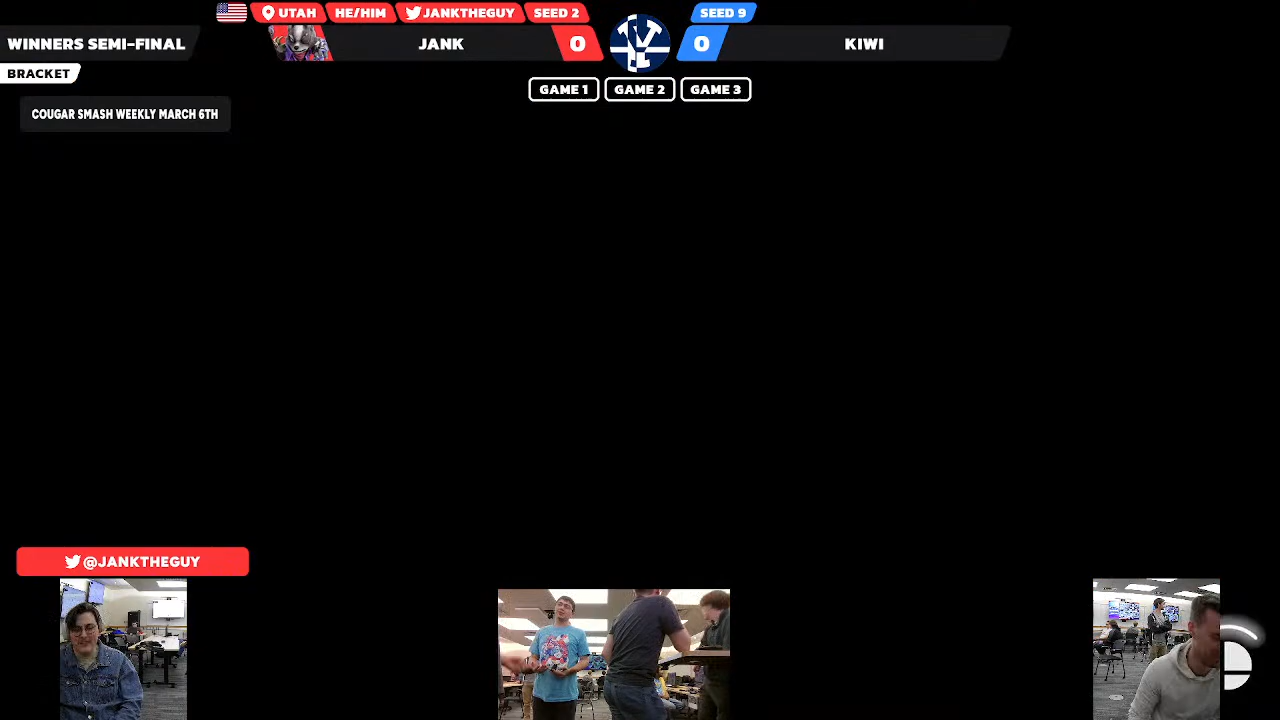 UTAH HE/HIM JANKTHEGUY SEED 2 SEED 9
WINNERS SEMI-FINAL JANK 0 0 KIWI
BRACKET
GAME 1 GAME 2 GAME 3
COUGAR SMASH WEEKLY MARCH 6TH
@JANKTHEGUY